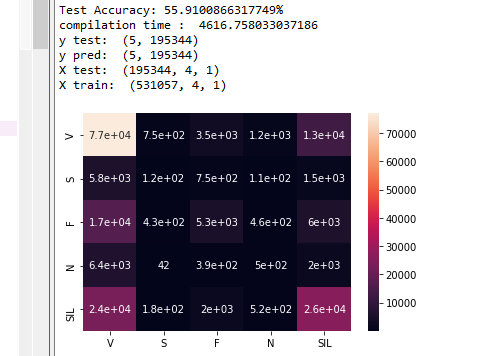 Test Accuracy: 55.9100866317749%
compilation time :  4616.758033037186
y test:  (5, 195344)
y pred:  (5, 195344)
X test:  (195344, 4, 1)
X train:  (531057, 4, 1)
V 7.7e+04 7.5e+02 3.5e+03 1.2e+03 1.3e+04
S 5.8e+03 1.2e+02 7.5e+02 1.1e+02 1.5e+03
F 1.7e+04 4.3e+02 5.3e+03 4.6e+02 6e+03
N 6.4e+03 42 3.9e+02 5e+02 2e+03
SIL 2.4e+04 1.8e+02 2e+03 5.2e+02 2.6e+04
V S F N SIL
70000
60000
50000
40000
30000
20000
10000